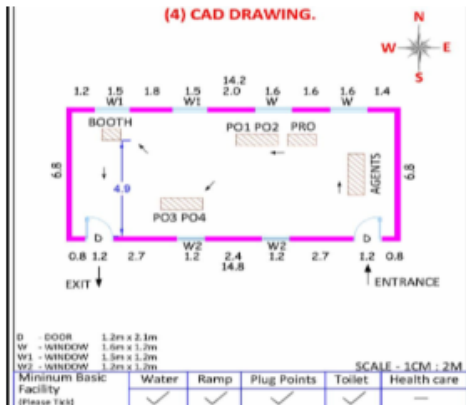 (4) CAD DRAWING.
N
W E
S
14.2
1.2 1.5 1.8 1.5 2.0 1.6 1.6 1.6 1.4
W1 W1 W W
BOOTH
PO1 PO2 PRO
6.8
4.9
AGENTS
6.8
PO3 PO4
D W2 W2 D
0.8 1.2 2.7 1.2 2.4 1.2 2.7 1.2 0.8
14.8
EXIT ENTRANCE
D - DOOR 1.2m x 2.1m
W - WINDOW 1.6m x 1.2m
W1 - WINDOW 1.5m x 1.2m
W2 - WINDOW 1.2m x 1.2m
SCALE - 1CM : 2M
Mininum Basic Water Ramp Plug Points Toilet Health care
Facility
(Please Tick)